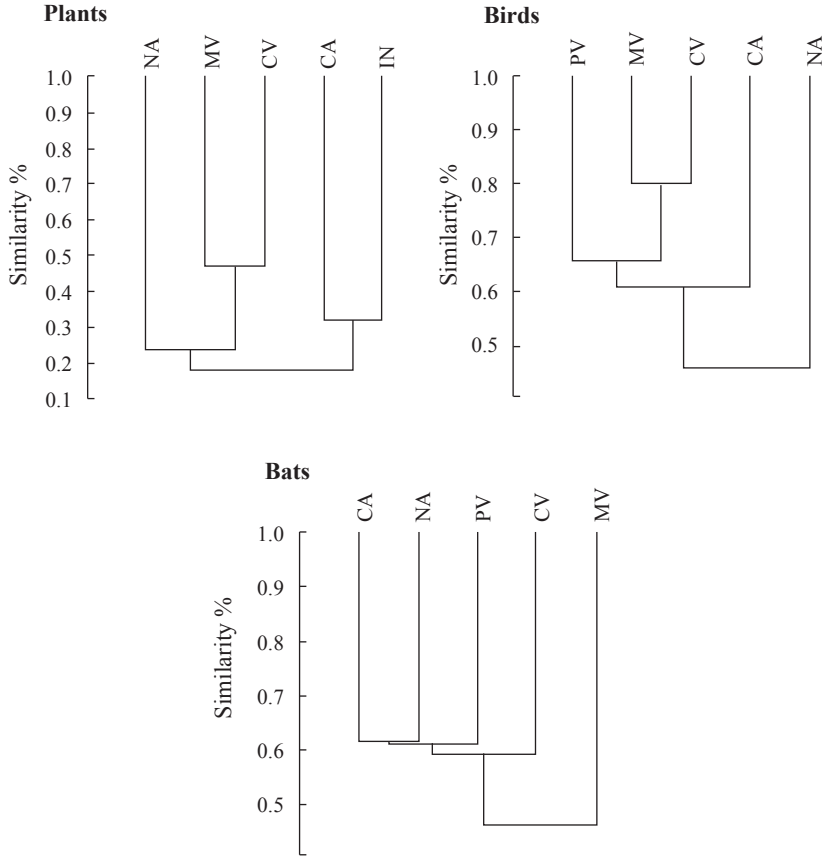 Plants
NA MV CV CA IN
Similarity %
1.0
0.9
0.8
0.7
0.6
0.5
0.4
0.3
0.2
0.1
Birds
PV MV CV CA NA
Similarity %
1.0
0.9
0.8
0.7
0.6
0.5
Bats
CA NA PV CV MV
Similarity %
1.0
0.9
0.8
0.7
0.6
0.5